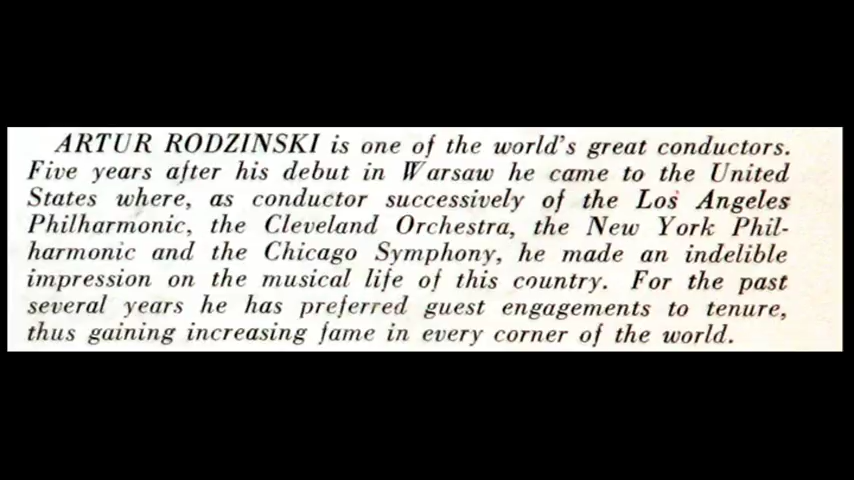 ARTUR RODZINSKI is one of the world's great conductors.
Five years after his debut in Warsaw he came to the United
States where, as conductor successively of the Los Angeles
Philharmonic, the Cleveland Orchestra, the New York Phil-
harmonic and the Chicago Symphony, he made an indelible
impression on the musical life of this country. For the past
several years he has preferred guest engagements to tenure,
thus gaining increasing fame in every corner of the world.